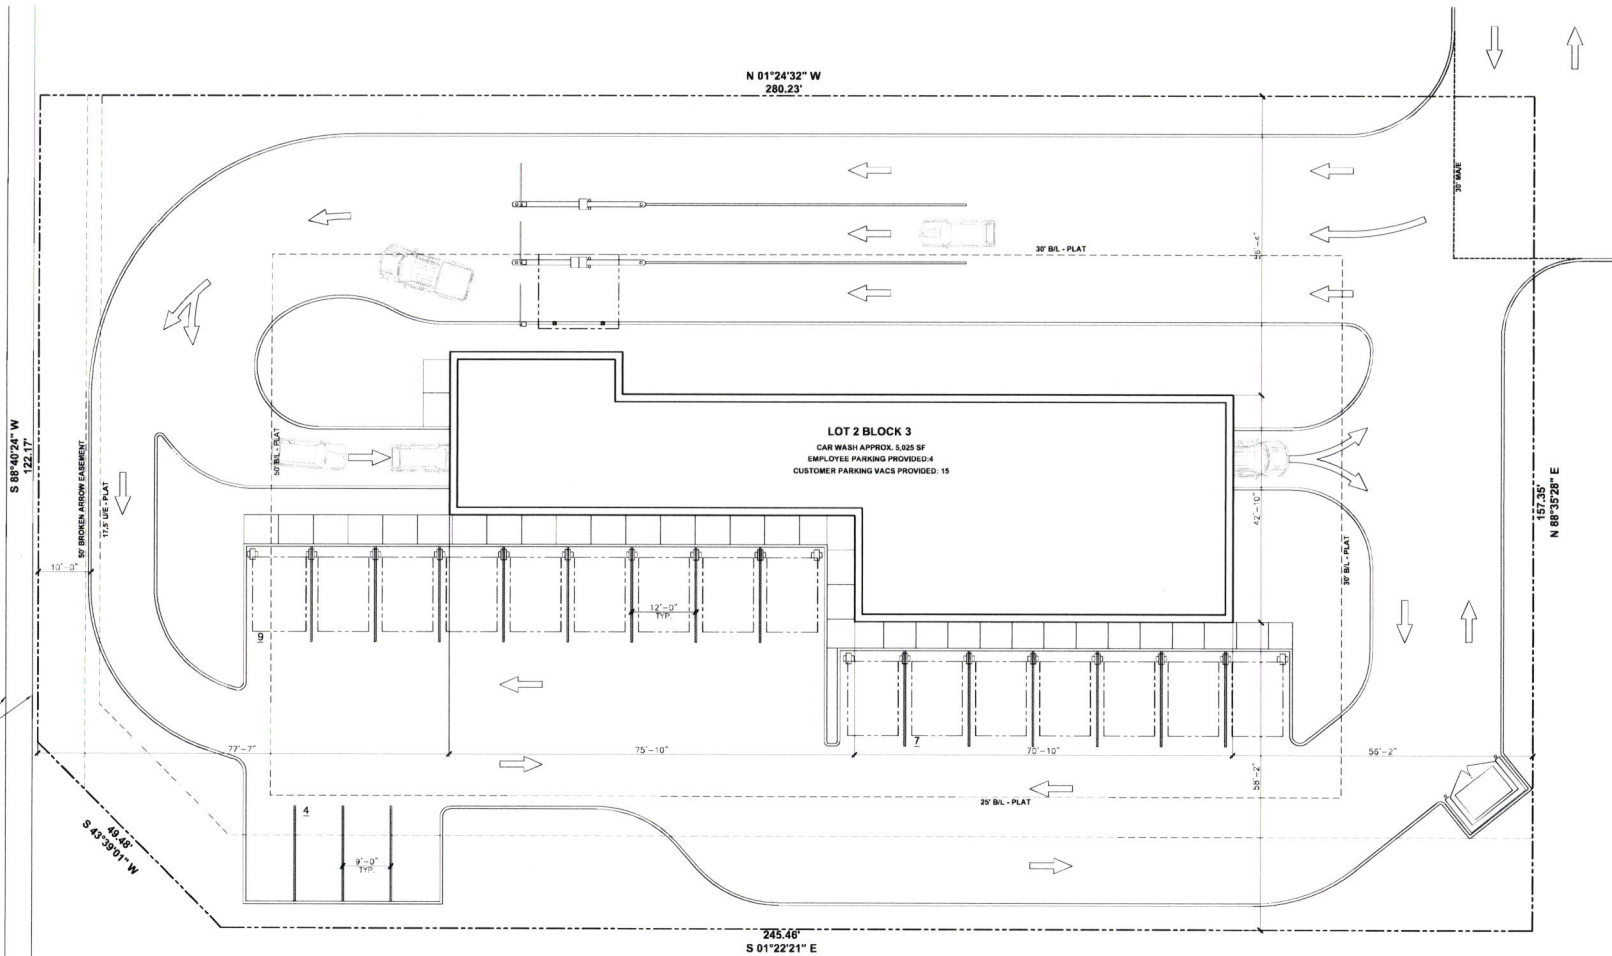 N 01°24'32" W
280.23'
30' MA/E
30' B/L - PLAT
S 88°40'24" W
122.17'
50' BROKEN ARROW EASEMENT
17.5' U/E - PLAT
50' B/L - PLAT
LOT 2 BLOCK 3
CAR WASH APPROX. 5,025 SF
EMPLOYEE PARKING PROVIDED:4
CUSTOMER PARKING VACS PROVIDED: 15
42'-10"
157.35'
N 88°35'28" E
30' B/L - PLAT
10'-0"
12'-0"
TYP.
9
7
77'-7"
75'-10"
70'-10"
56'-2"
58'-2"
25' B/L - PLAT
4
9'-0"
TYP.
49.48'
S 43°39'01" W
245.46'
S 01°22'21" E